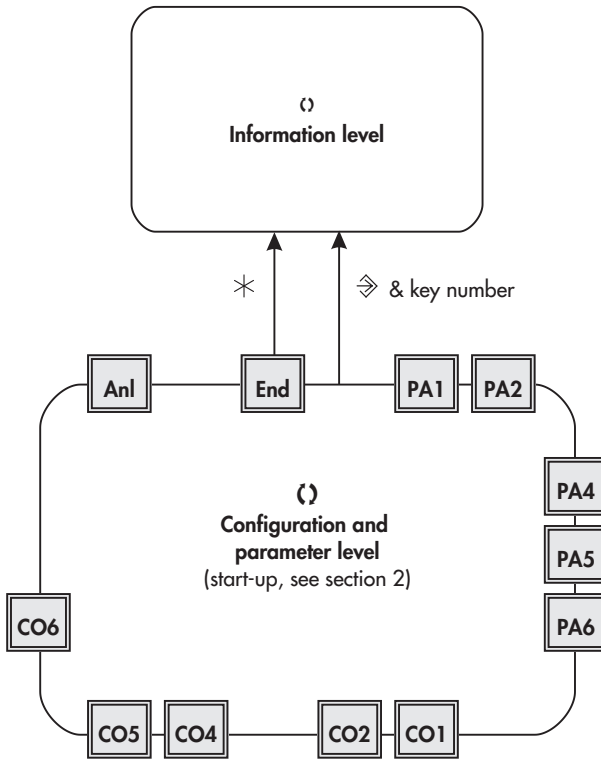 Information level
& key number
Anl
End
PA1
PA2
PA4
PA5
PA6
Configuration and
parameter level
(start-up, see section 2)
CO6
CO5
CO4
CO2
CO1